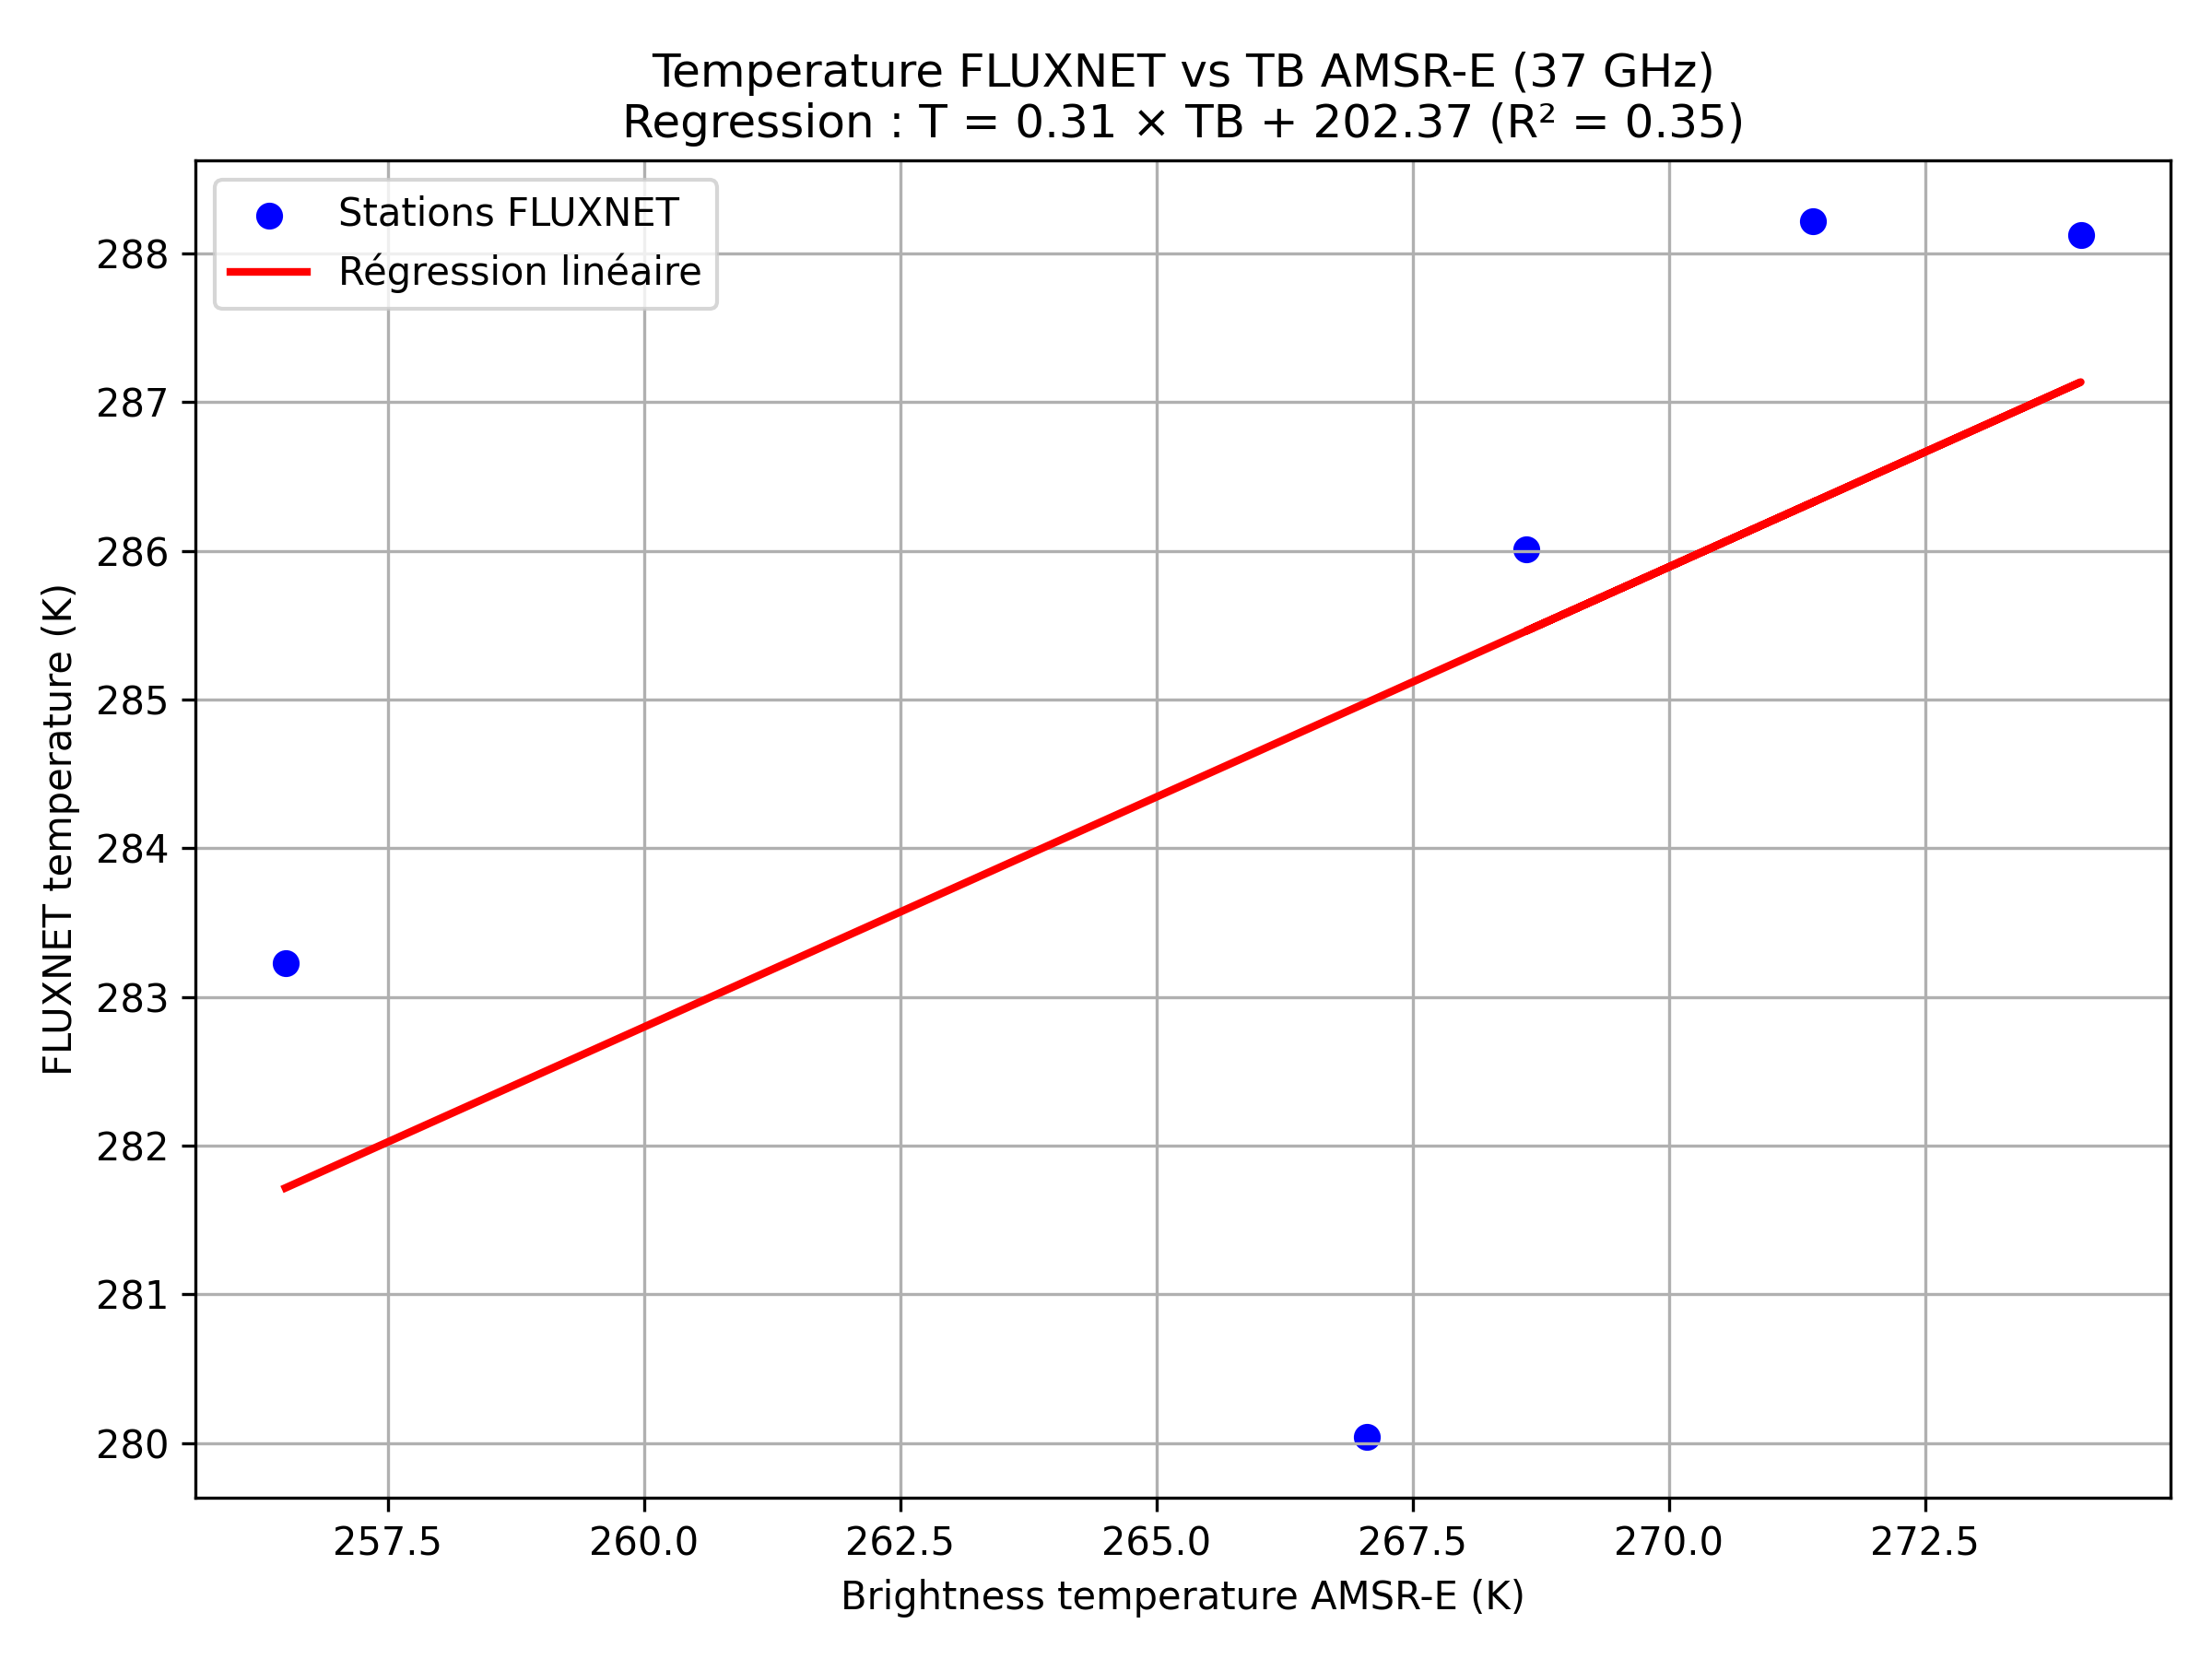 Temperature FLUXNET vs TB AMSR-E (37 GHz)
Regression : T = 0.31 × TB + 202.37 (R² = 0.35)
Stations FLUXNET
Régression linéaire
288
287
286
285
284
283
282
281
280
FLUXNET temperature (K)
257.5 260.0 262.5 265.0 267.5 270.0 272.5
Brightness temperature AMSR-E (K)